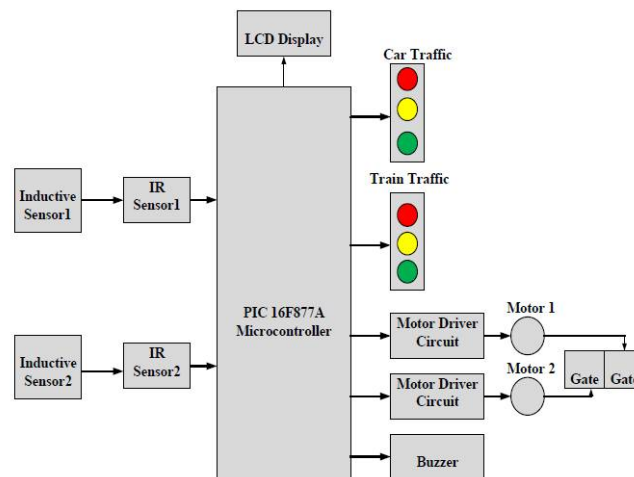 LCD Display
Car Traffic
Inductive
Sensor1
IR
Sensor1
Train Traffic
PIC 16F877A
Microcontroller
Motor Driver
Circuit
Motor 1
Inductive
Sensor2
IR
Sensor2
Motor Driver
Circuit
Motor 2
Gate Gate
Buzzer